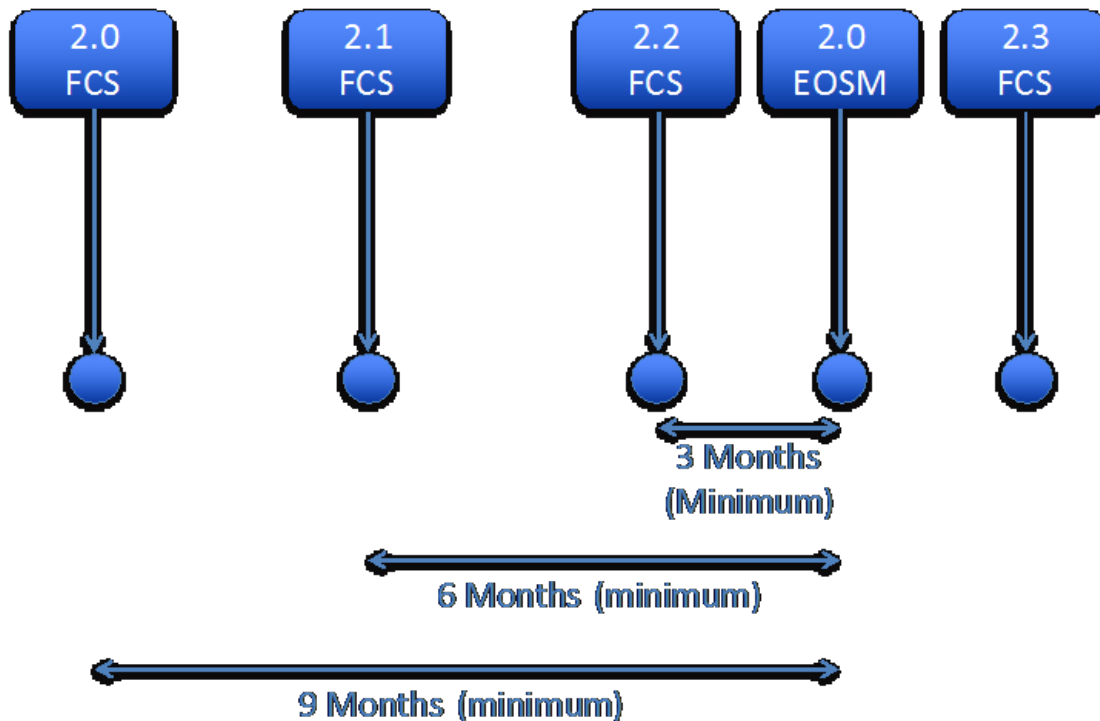 2.0
FCS
2.1
FCS
2.2
FCS
2.0
EOSM
2.3
FCS
3 Months
(Minimum)
6 Months (minimum)
9 Months (minimum)